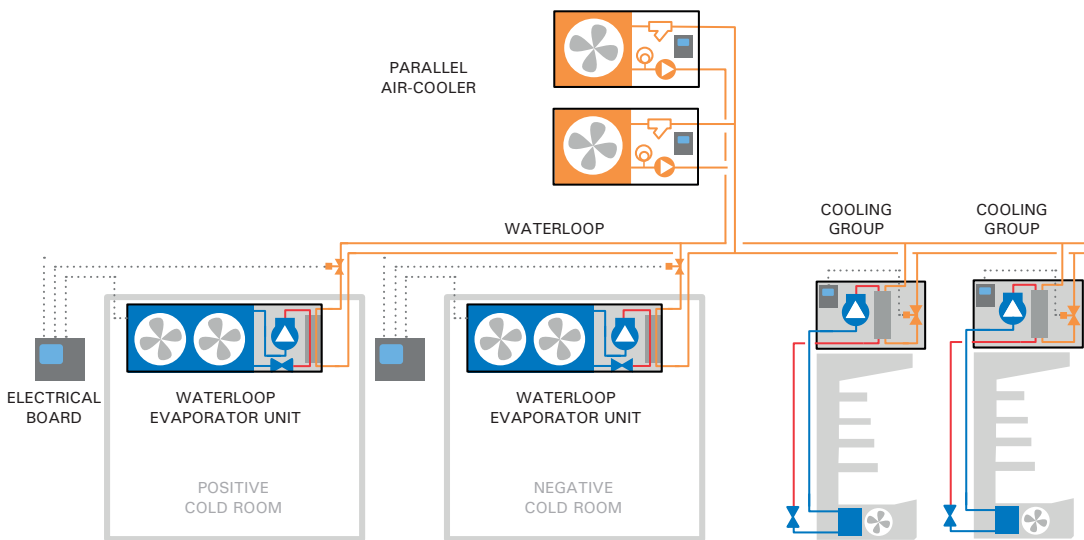 PARALLEL
AIR-COOLER
WATERLOOP
COOLING
GROUP
COOLING
GROUP
ELECTRICAL
BOARD
WATERLOOP
EVAPORATOR UNIT
WATERLOOP
EVAPORATOR UNIT
POSITIVE
COLD ROOM
NEGATIVE
COLD ROOM